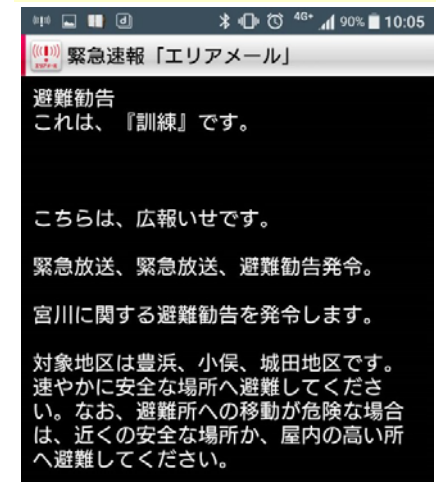 4G+ 90% 10:05
緊急速報「エリアメール」
避難勧告
これは、『訓練』です。
こちらは、広報いせです。
緊急放送、緊急放送、避難勧告発令。
宮川に関する避難勧告を発令します。
対象地区は豊浜、小俣、城田地区です。
速やかに安全な場所へ避難してくださ
い。なお、避難所への移動が危険な場合
は、近くの安全な場所か、屋内の高い所
へ避難してください。